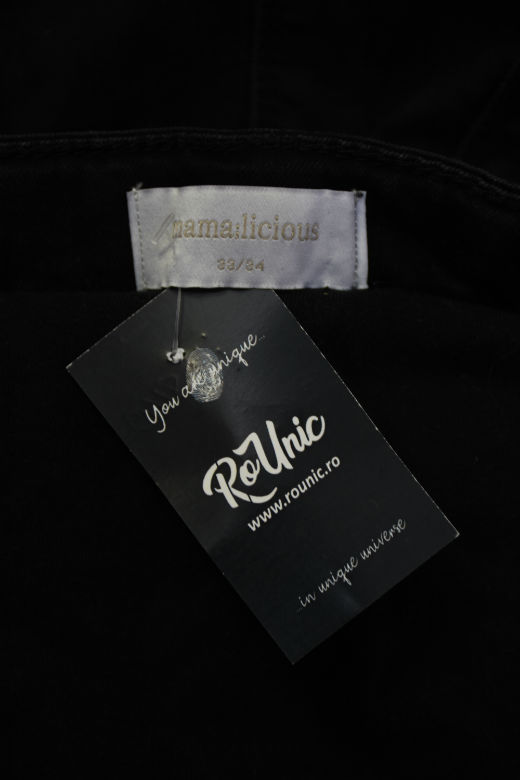 mama;licious
33/34
You are unique...
RoUnic
www.rounic.ro
...in unique universe